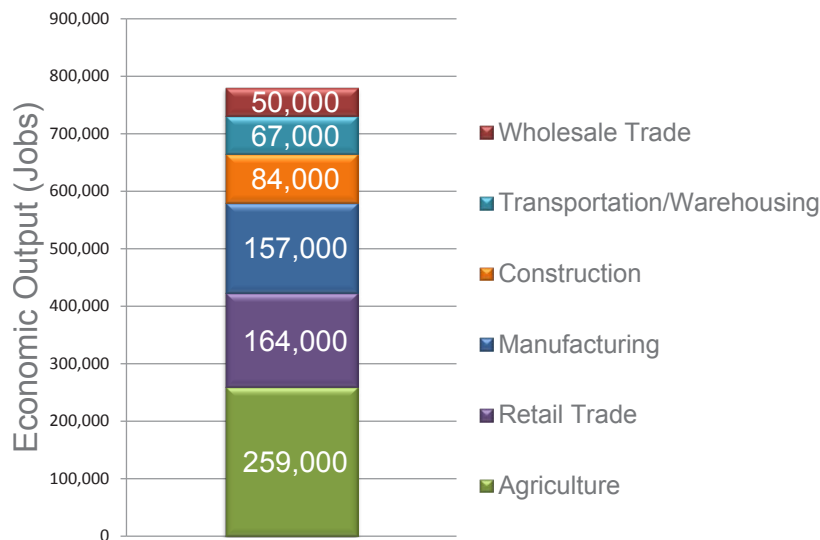 900,000
800,000
700,000
600,000
500,000
400,000
300,000
200,000
100,000
0
Economic Output (Jobs)
50,000
67,000
84,000
157,000
164,000
259,000
Wholesale Trade
Transportation/Warehousing
Construction
Manufacturing
Retail Trade
Agriculture